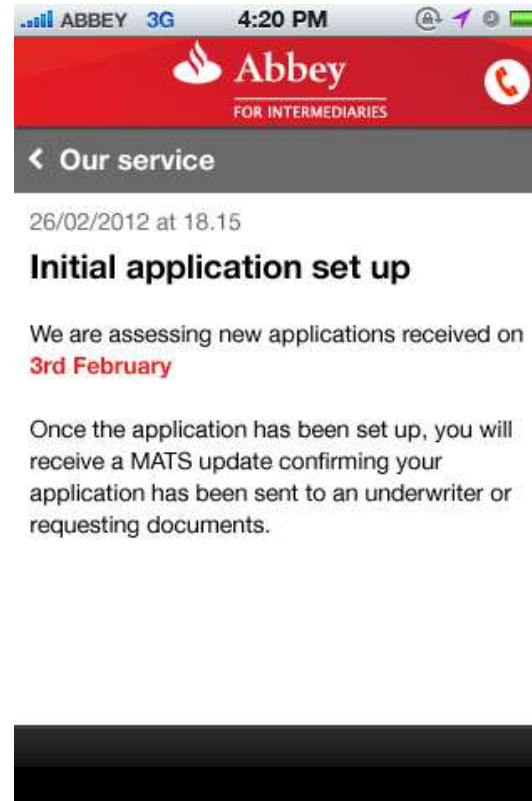 ABBEY 3G 4:20 PM
Abbey
FOR INTERMEDIARIES
Our service
26/02/2012 at 18.15
Initial application set up
We are assessing new applications received on
3rd February
Once the application has been set up, you will
receive a MATS update confirming your
application has been sent to an underwriter or
requesting documents.